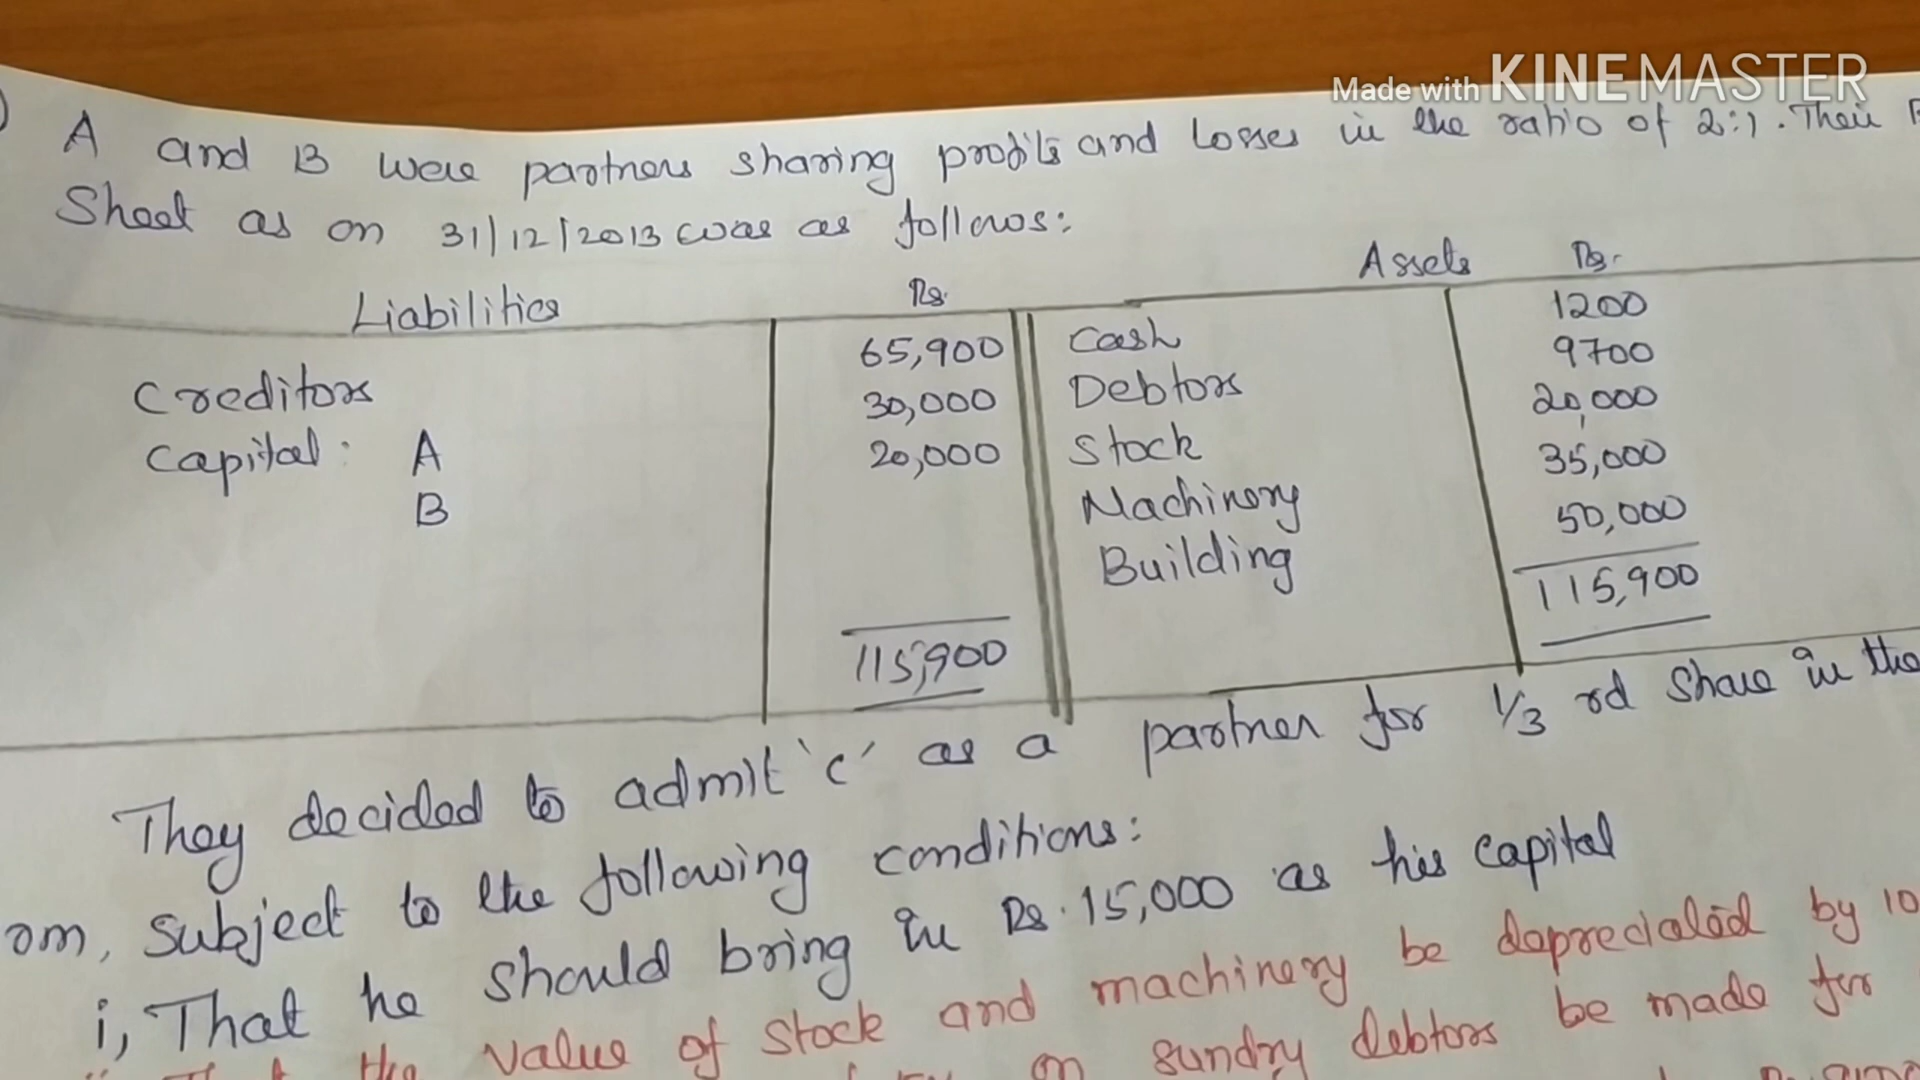 Made with KINEMASTER
A and B were partners sharing profits and Losses in the ratio of 2:1. Their
Sheet as on 31/12/2013 was as follows:
Liabilities Rs. Assets Rs.
Creditors 65,900 Cash 1200
Capital: A 30,000 Debtors 9700
B 20,000 Stock 20,000
Machinery 35,000
Building 50,000
115,900 115,900
They decided to admit 'c' as a partner for 1/3 rd share in the
om, subject to the following conditions:
i, That he should bring in Rs. 15,000 as his capital
the value of stock and machinery be depreciated by 10
on sundry debtors be made for